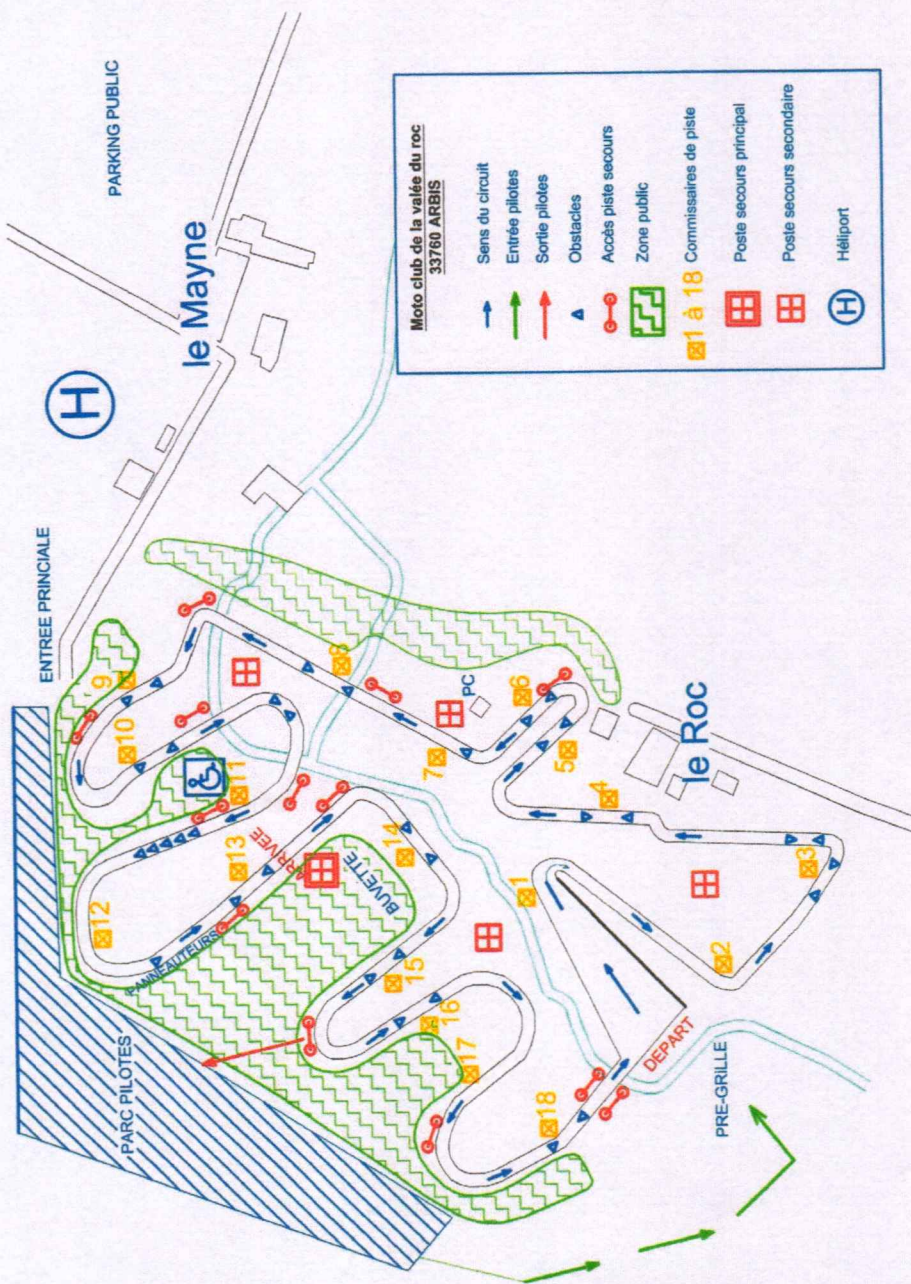 PARKING PUBLIC
le Mayne
H
ENTREE PRINCIALE
Moto club de la valée du roc
33760 ARBIS
Sens du circuit
Entrée pilotes
Sortie pilotes
Obstacles
Accès piste secours
Zone public
1 à 18
Commissaires de piste
Poste secours principal
Poste secours secondaire
H
Héliport
9
10
11
8
PC
6
7
5
4
le Roc
3
2
1
12
13
ARRIVEE
BUVETTE
14
PANNEAUTEURS
15
16
17
18
PARC PILOTES
DEPART
PRE-GRILLE